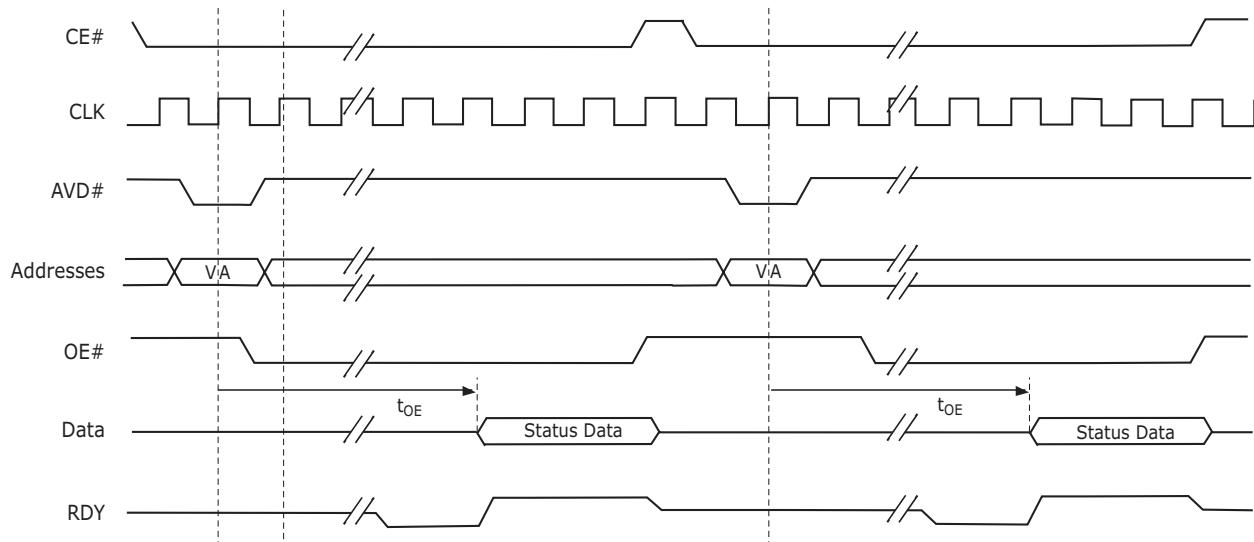 CE#
CLK
AVD#
Addresses
VA
VA
OE#
tOE
tOE
Data
Status Data
Status Data
RDY